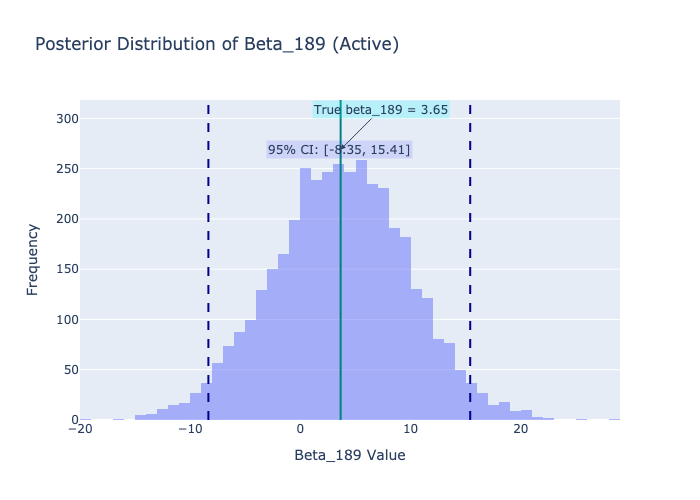 Posterior Distribution of Beta_189 (Active)
True beta_189 = 3.65
95% CI: [-8.35, 15.41]
300
250
200
150
100
50
0
Frequency
−20
−10
0
10
20
Beta_189 Value